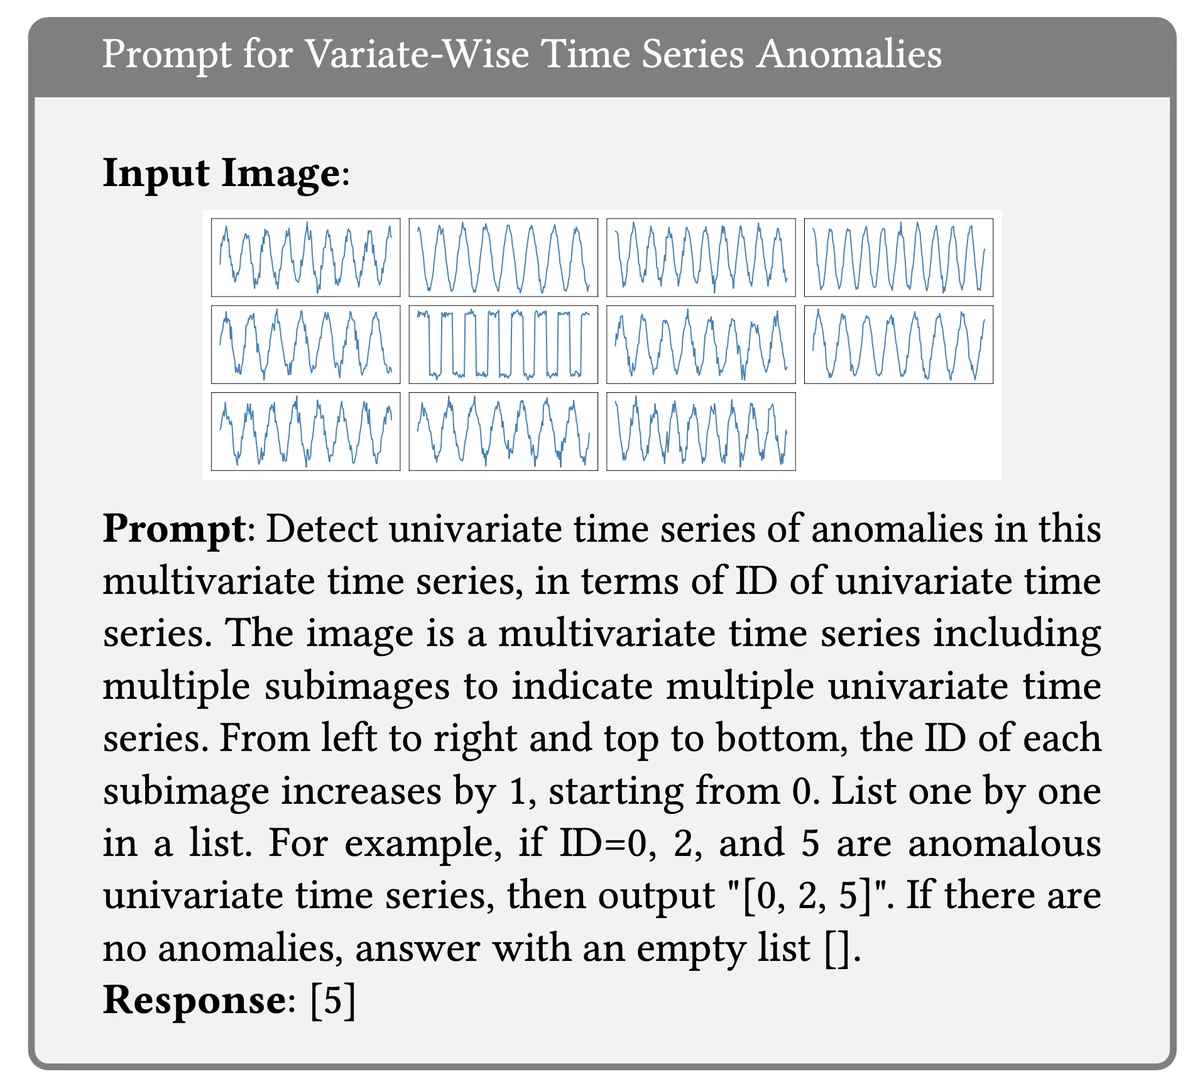 Prompt for Variate-Wise Time Series Anomalies
Input Image:
Prompt: Detect univariate time series of anomalies in this
multivariate time series, in terms of ID of univariate time
series. The image is a multivariate time series including
multiple subimages to indicate multiple univariate time
series. From left to right and top to bottom, the ID of each
subimage increases by 1, starting from 0. List one by one
in a list. For example, if ID=0, 2, and 5 are anomalous
univariate time series, then output "[0, 2, 5]". If there are
no anomalies, answer with an empty list [].
Response: [5]